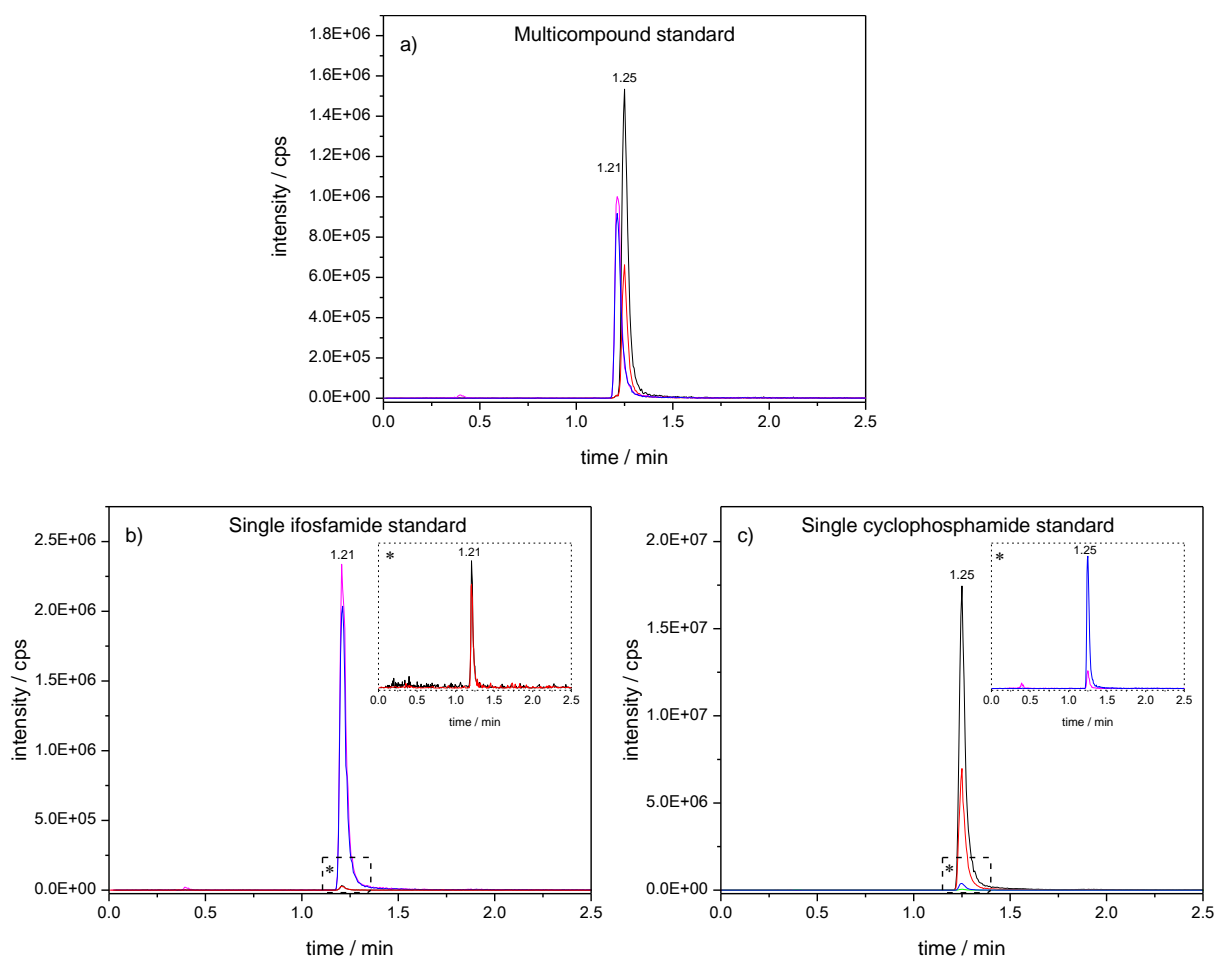 a)
Multicompound standard
1.8E+06
1.6E+06
1.4E+06
1.2E+06
1.0E+06
8.0E+05
6.0E+05
4.0E+05
2.0E+05
0.0E+00
intensity / cps
1.25
1.21
0.0 0.5 1.0 1.5 2.0 2.5
time / min
b)
Single ifosfamide standard
2.5E+06
2.0E+06
1.5E+06
1.0E+06
5.0E+05
0.0E+00
intensity / cps
1.21
*
1.21
0.0 0.5 1.0 1.5 2.0 2.5
time / min
*
0.0 0.5 1.0 1.5 2.0 2.5
time / min
c)
Single cyclophosphamide standard
2.0E+07
1.5E+07
1.0E+07
5.0E+06
0.0E+00
intensity / cps
1.25
*
1.25
0.0 0.5 1.0 1.5 2.0 2.5
time / min
*
0.0 0.5 1.0 1.5 2.0 2.5
time / min